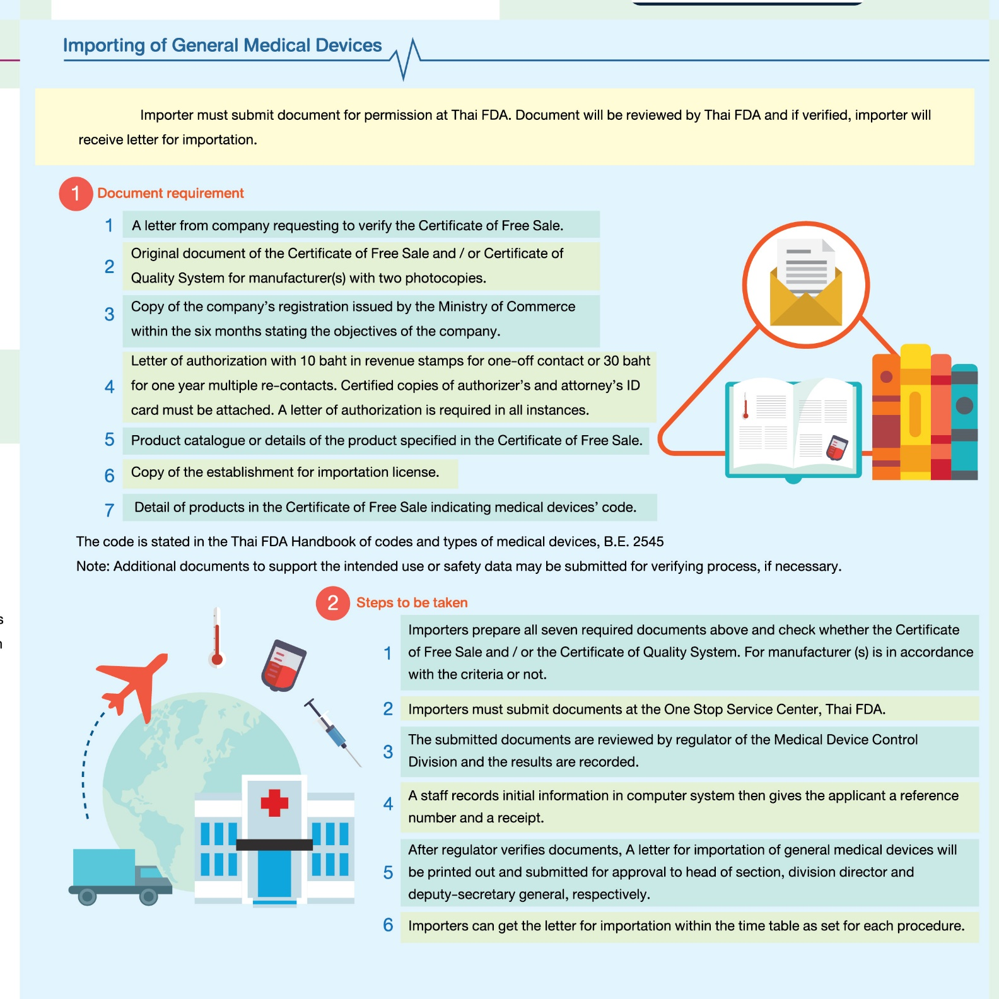 Importing of General Medical Devices
Importer must submit document for permission at Thai FDA. Document will be reviewed by Thai FDA and if verified, importer will
receive letter for importation.
1 Document requirement
1 A letter from company requesting to verify the Certificate of Free Sale.
2 Original document of the Certificate of Free Sale and / or Certificate of
Quality System for manufacturer(s) with two photocopies.
3 Copy of the company’s registration issued by the Ministry of Commerce
within the six months stating the objectives of the company.
4 Letter of authorization with 10 baht in revenue stamps for one-off contact or 30 baht
for one year multiple re-contacts. Certified copies of authorizer’s and attorney’s ID
card must be attached. A letter of authorization is required in all instances.
5 Product catalogue or details of the product specified in the Certificate of Free Sale.
6 Copy of the establishment for importation license.
7 Detail of products in the Certificate of Free Sale indicating medical devices’ code.
The code is stated in the Thai FDA Handbook of codes and types of medical devices, B.E. 2545
Note: Additional documents to support the intended use or safety data may be submitted for verifying process, if necessary.
2 Steps to be taken
1 Importers prepare all seven required documents above and check whether the Certificate
of Free Sale and / or the Certificate of Quality System. For manufacturer (s) is in accordance
with the criteria or not.
2 Importers must submit documents at the One Stop Service Center, Thai FDA.
3 The submitted documents are reviewed by regulator of the Medical Device Control
Division and the results are recorded.
4 A staff records initial information in computer system then gives the applicant a reference
number and a receipt.
5 After regulator verifies documents, A letter for importation of general medical devices will
be printed out and submitted for approval to head of section, division director and
deputy-secretary general, respectively.
6 Importers can get the letter for importation within the time table as set for each procedure.